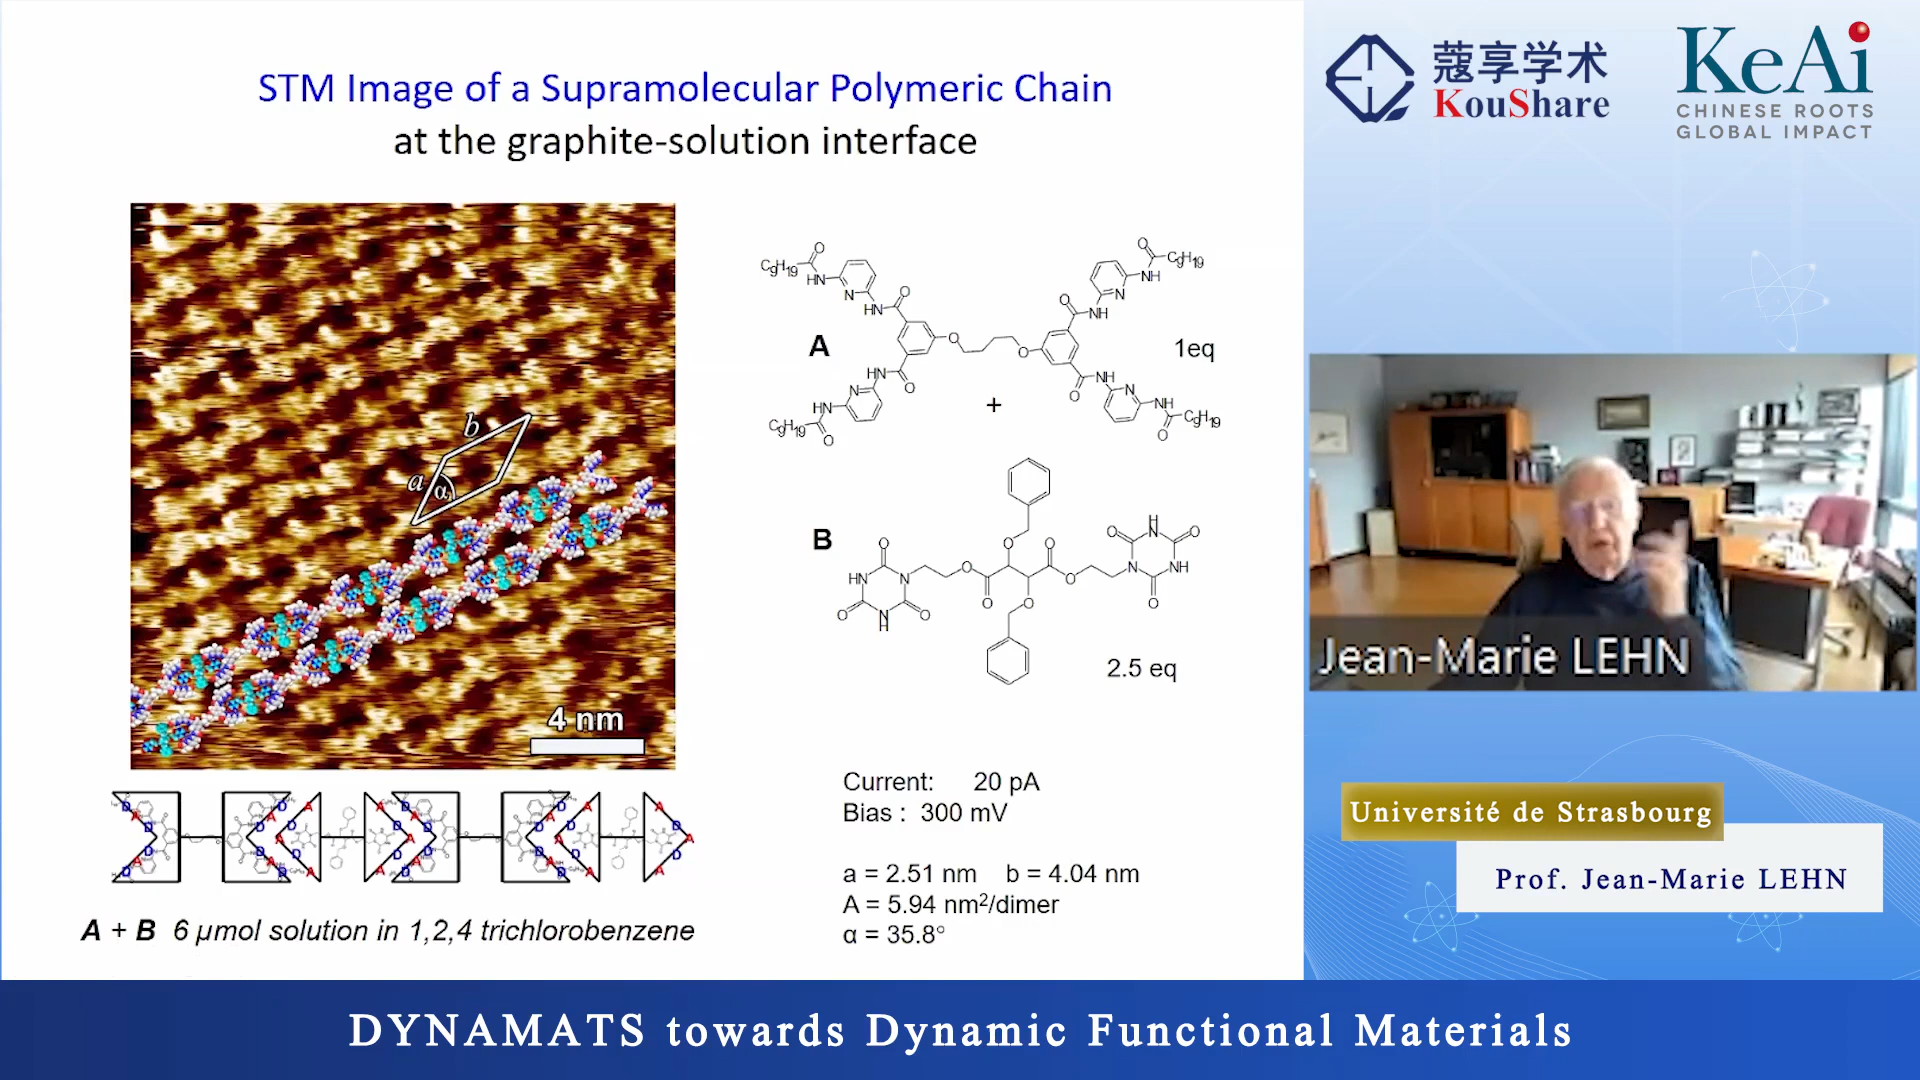 STM Image of a Supramolecular Polymeric Chain
at the graphite-solution interface
b
a
α
4 nm
A + B 6 µmol solution in 1,2,4 trichlorobenzene
A
1eq
+
B
2.5 eq
Current: 20 pA
Bias : 300 mV
a = 2.51 nm b = 4.04 nm
A = 5.94 nm²/dimer
α = 35.8°
蔻享学术
KouShare
KeAi
CHINESE ROOTS
GLOBAL IMPACT
Jean-Marie LEHN
Université de Strasbourg
Prof. Jean-Marie LEHN
DYNAMATS towards Dynamic Functional Materials